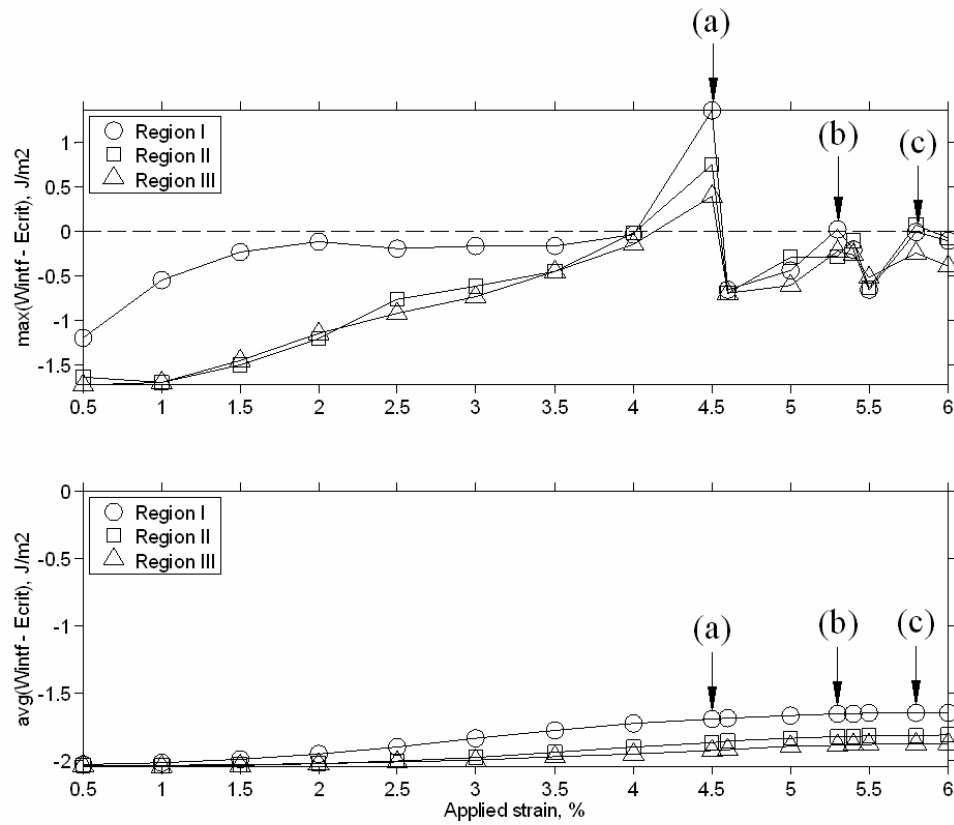 (a)
(b)
(c)
Region I
Region II
Region III
max(Wintf - Ecrit), J/m2
1
0.5
0
-0.5
-1
-1.5
0.5 1 1.5 2 2.5 3 3.5 4 4.5 5 5.5 6
0
Region I
Region II
Region III
avg(Wintf - Ecrit), J/m2
-0.5
-1
-1.5
-2
(a)
(b)
(c)
0.5 1 1.5 2 2.5 3 3.5 4 4.5 5 5.5 6
Applied strain, %